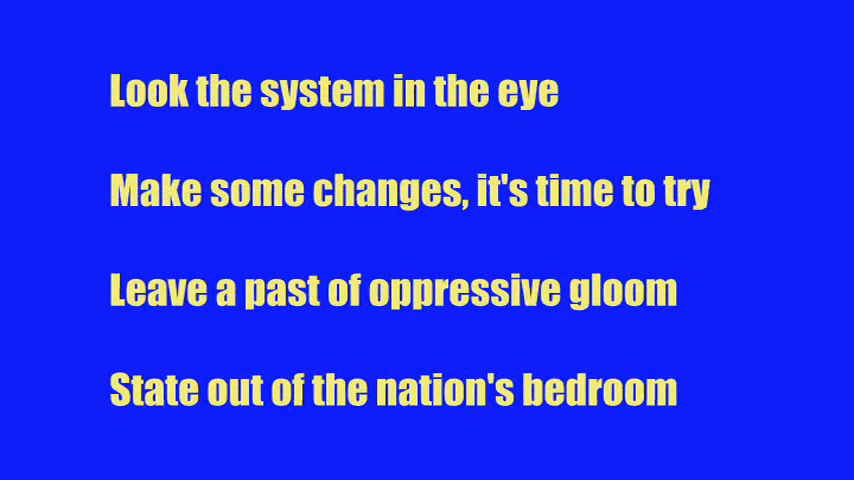 Look the system in the eye
Make some changes, it's time to try
Leave a past of oppressive gloom
State out of the nation's bedroom